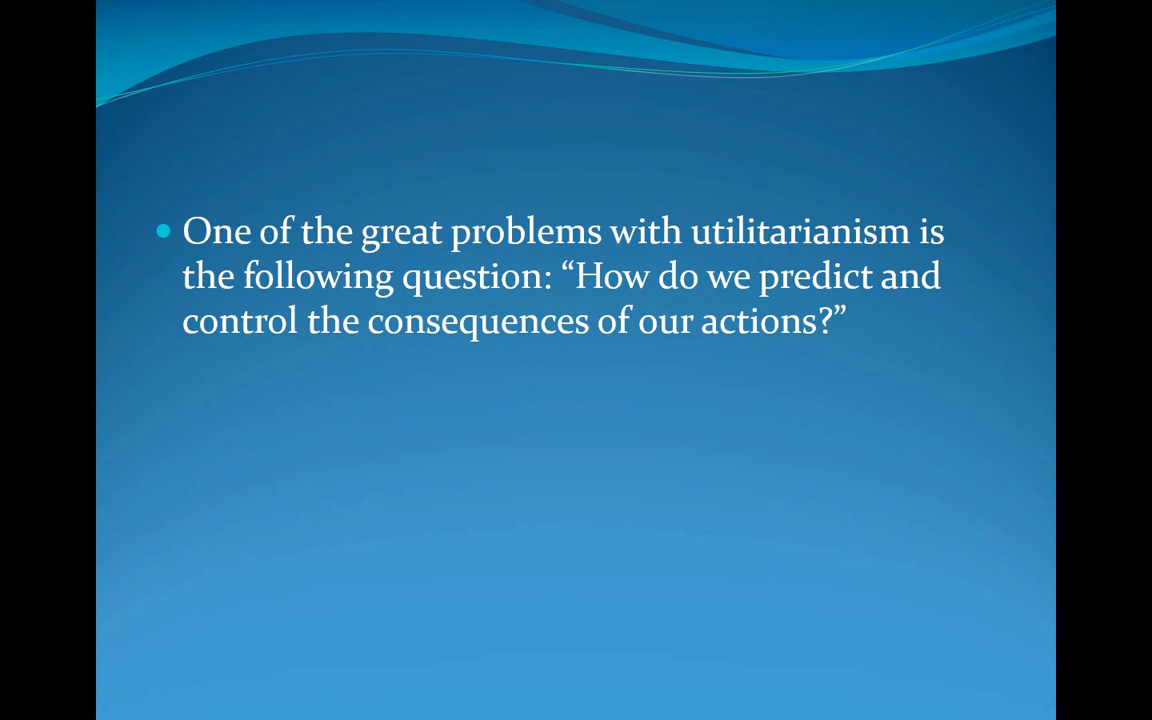 One of the great problems with utilitarianism is
the following question: “How do we predict and
control the consequences of our actions?”